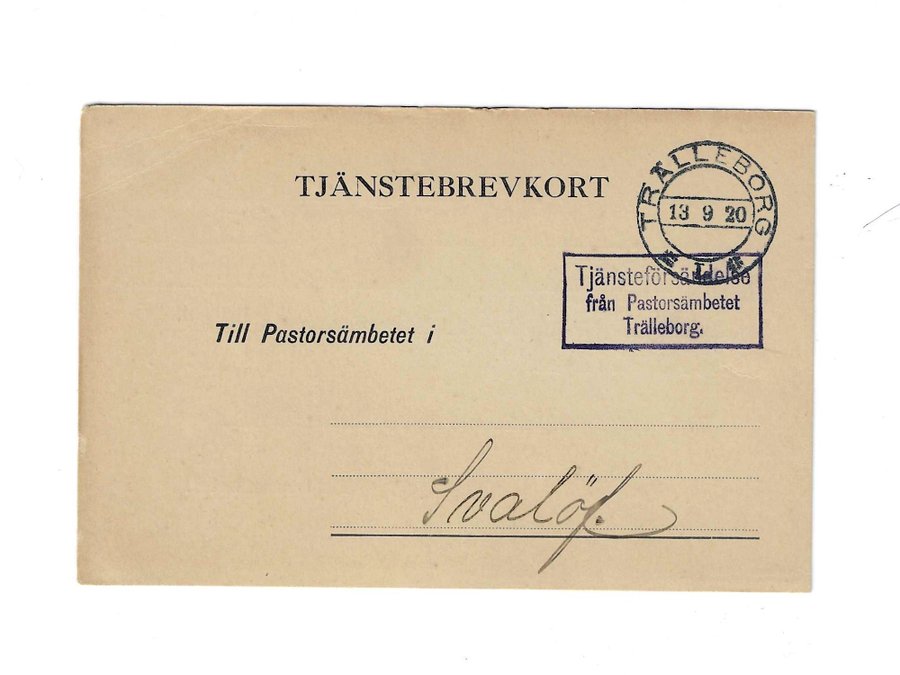 TJÄNSTEBREVKORT
TRÄLLEBORG
13 9 20
Tjänsteförsändelse
från Pastorsämbetet
Trälleborg.
Till Pastorsämbetet i
Svalöf.